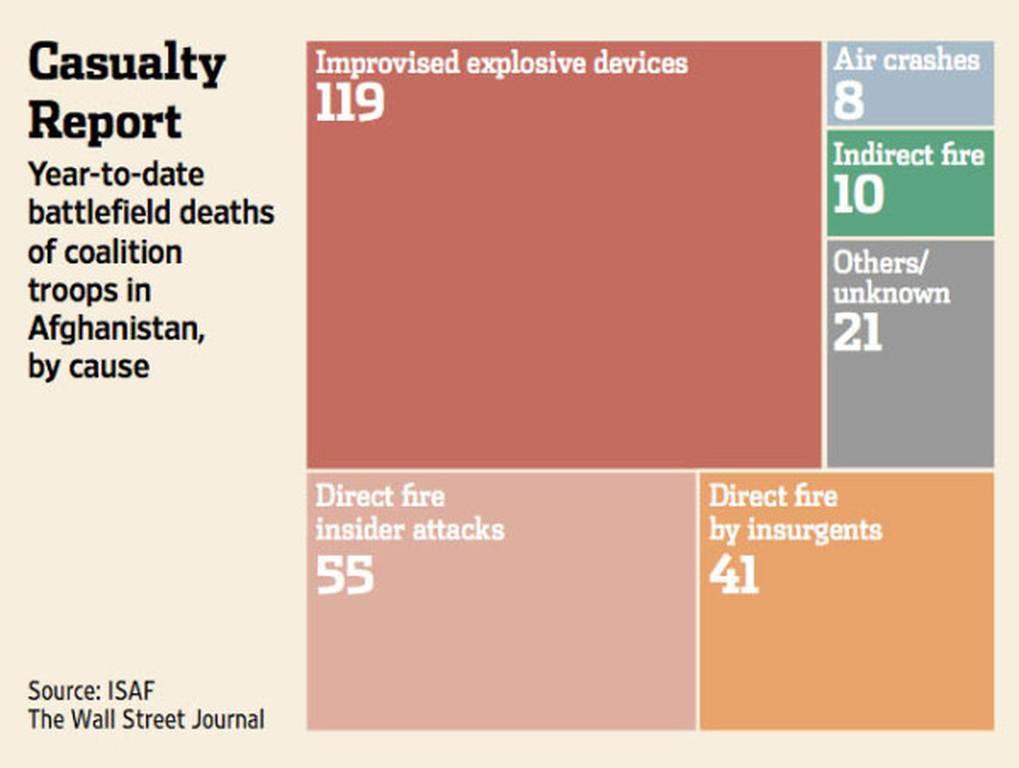 Casualty
Report
Year-to-date
battlefield deaths
of coalition
troops in
Afghanistan,
by cause
Improvised explosive devices
119
Air crashes
8
Indirect fire
10
Others/
unknown
21
Direct fire
insider attacks
55
Direct fire
by insurgents
41
Source: ISAF
The Wall Street Journal